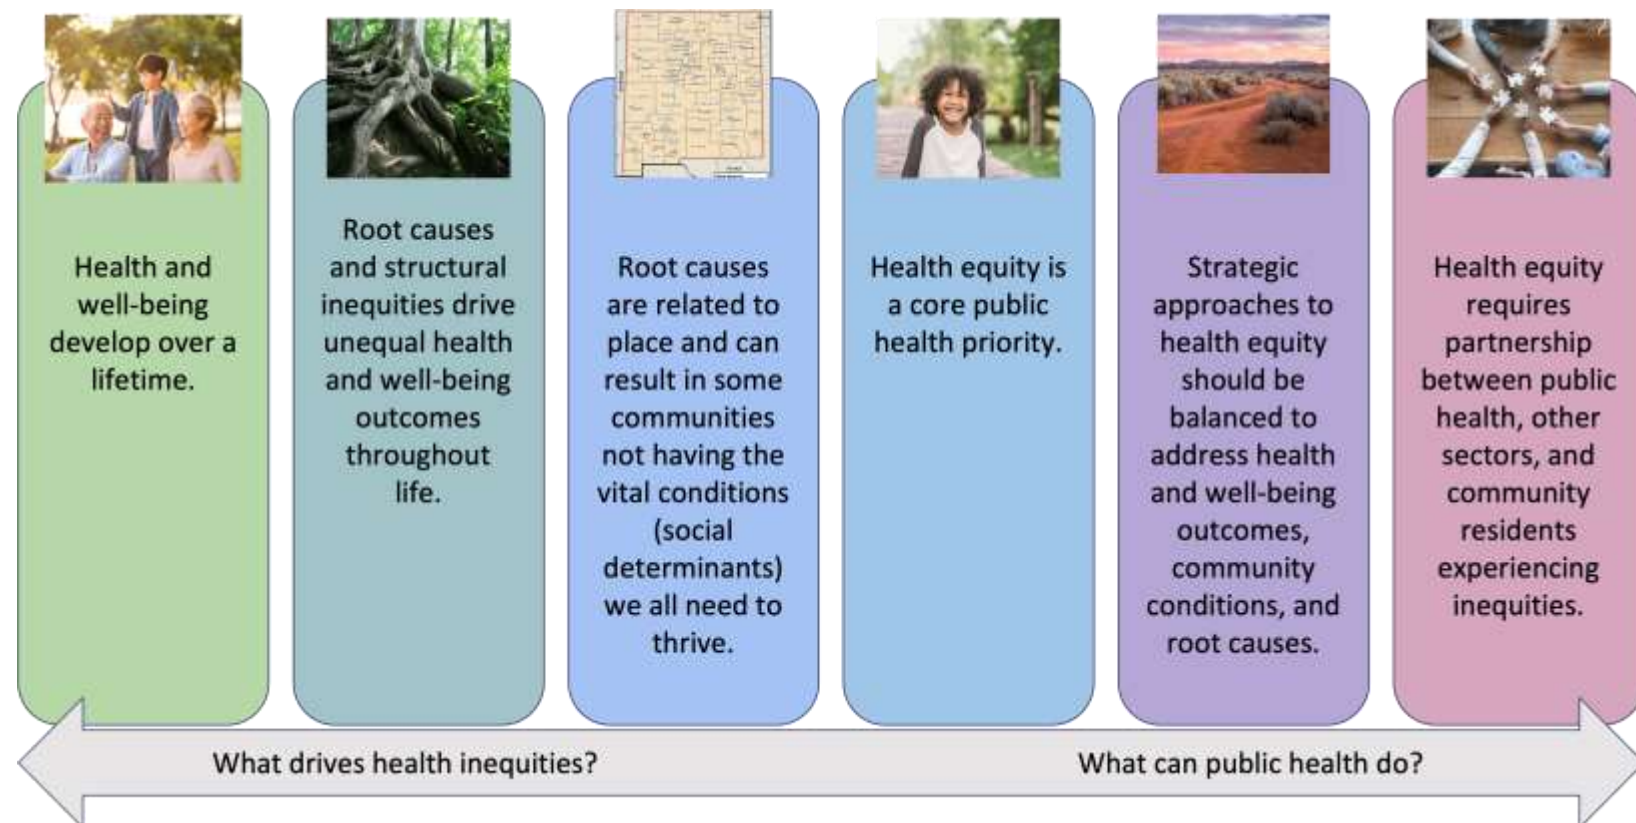 Health and
well-being
develop over a
lifetime.
Root causes
and structural
inequities drive
unequal health
and well-being
outcomes
throughout
life.
Root causes
are related to
place and can
result in some
communities
not having the
vital conditions
(social
determinants)
we all need to
thrive.
Health equity is
a core public
health priority.
Strategic
approaches to
health equity
should be
balanced to
address health
and well-being
outcomes,
community
conditions, and
root causes.
Health equity
requires
partnership
between public
health, other
sectors, and
community
residents
experiencing
inequities.
What drives health inequities?
What can public health do?